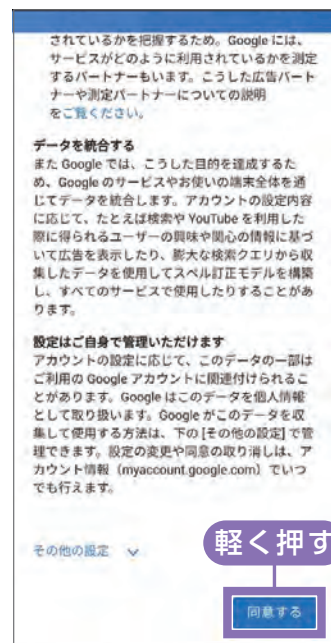 されているかを把握するため。Google には、
サービスがどのように利用されているかを測定
するパートナーもいます。こうした広告パート
ナーや測定パートナーについての説明
をご覧ください。
データを統合する
また Google では、こうした目的を達成するた
め、Google のサービスやお使いの端末全体を通
じてデータを統合します。アカウントの設定内容
に応じて、たとえば検索や YouTube を利用した
際に得られるユーザーの興味や関心の情報に基づ
いて広告を表示したり、膨大な検索クエリから収
集したデータを使用してスペル訂正モデルを構築
し、すべてのサービスで使用したりすることがあ
ります。
設定はご自身で管理いただけます
アカウントの設定に応じて、このデータの一部は
ご利用の Google アカウントに関連付けられるこ
とがあります。Google はこのデータを個人情報
として取り扱います。Google がこのデータを収
集して使用する方法は、下の [その他の設定] で管
理できます。設定の変更や同意の取り消しは、ア
カウント情報（myaccount.google.com）でいつ
でも行えます。
その他の設定
軽く押す
同意する